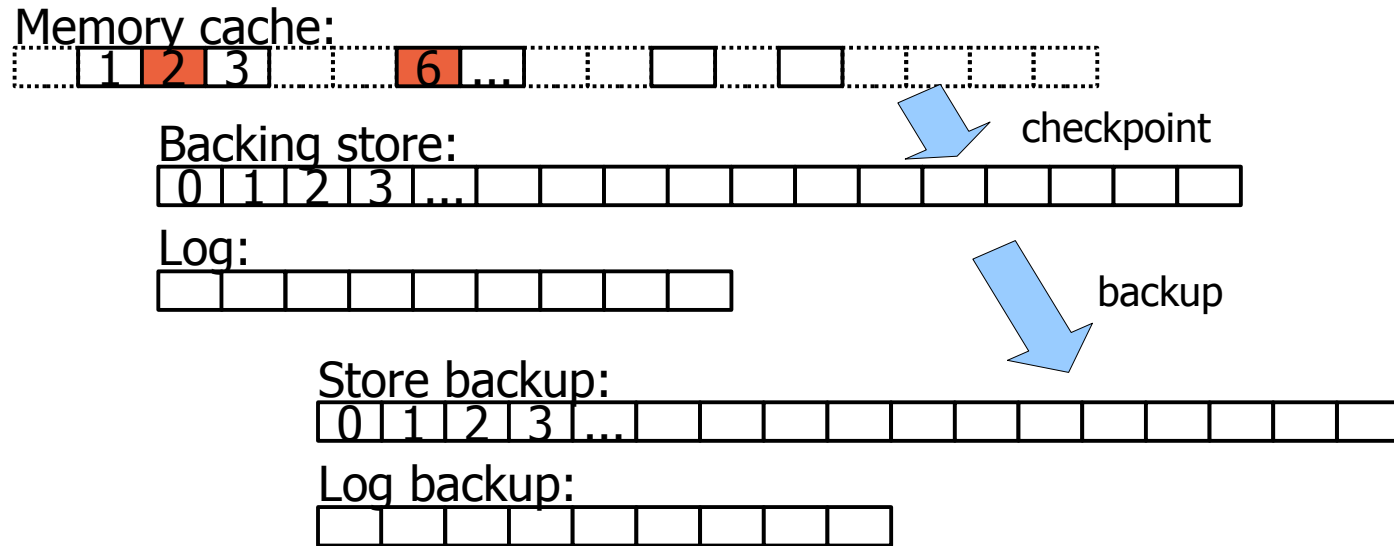 Memory cache:
1 2 3 6 ...
checkpoint
Backing store:
0 1 2 3 ...
Log:
backup
Store backup:
0 1 2 3 ...
Log backup: